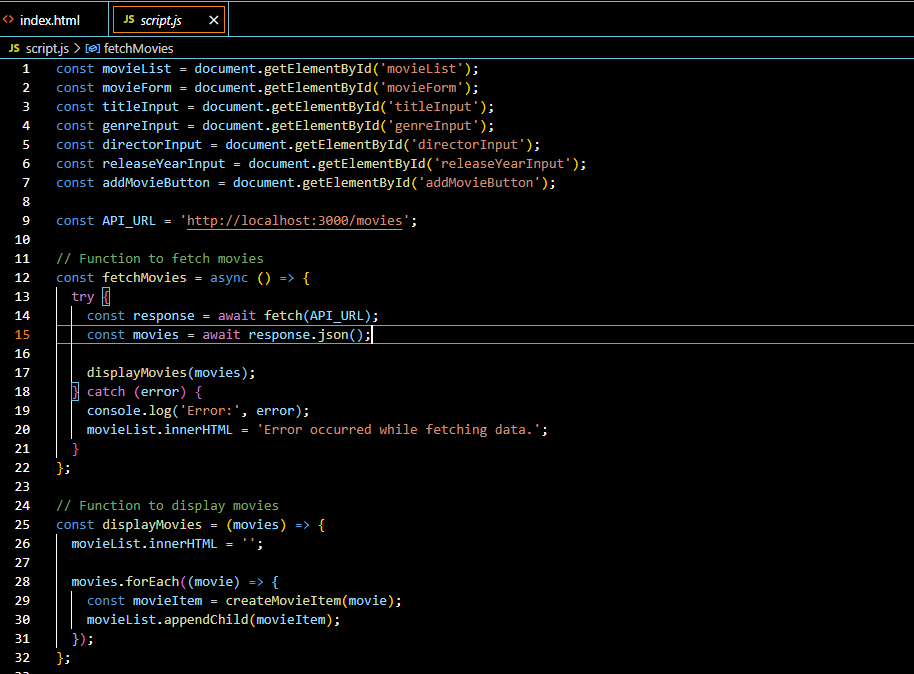 <> index.html
JS script.js ×
JS script.js > fetchMovies
1 const movieList = document.getElementById('movieList');
2 const movieForm = document.getElementById('movieForm');
3 const titleInput = document.getElementById('titleInput');
4 const genreInput = document.getElementById('genreInput');
5 const directorInput = document.getElementById('directorInput');
6 const releaseYearInput = document.getElementById('releaseYearInput');
7 const addMovieButton = document.getElementById('addMovieButton');
8
9 const API_URL = 'http://localhost:3000/movies';
10
11 // Function to fetch movies
12 const fetchMovies = async () => {
13   try {
14     const response = await fetch(API_URL);
15     const movies = await response.json();
16
17     displayMovies(movies);
18   } catch (error) {
19     console.log('Error:', error);
20     movieList.innerHTML = 'Error occurred while fetching data.';
21   }
22 };
23
24 // Function to display movies
25 const displayMovies = (movies) => {
26   movieList.innerHTML = '';
27
28   movies.forEach((movie) => {
29     const movieItem = createMovieItem(movie);
30     movieList.appendChild(movieItem);
31   });
32 };